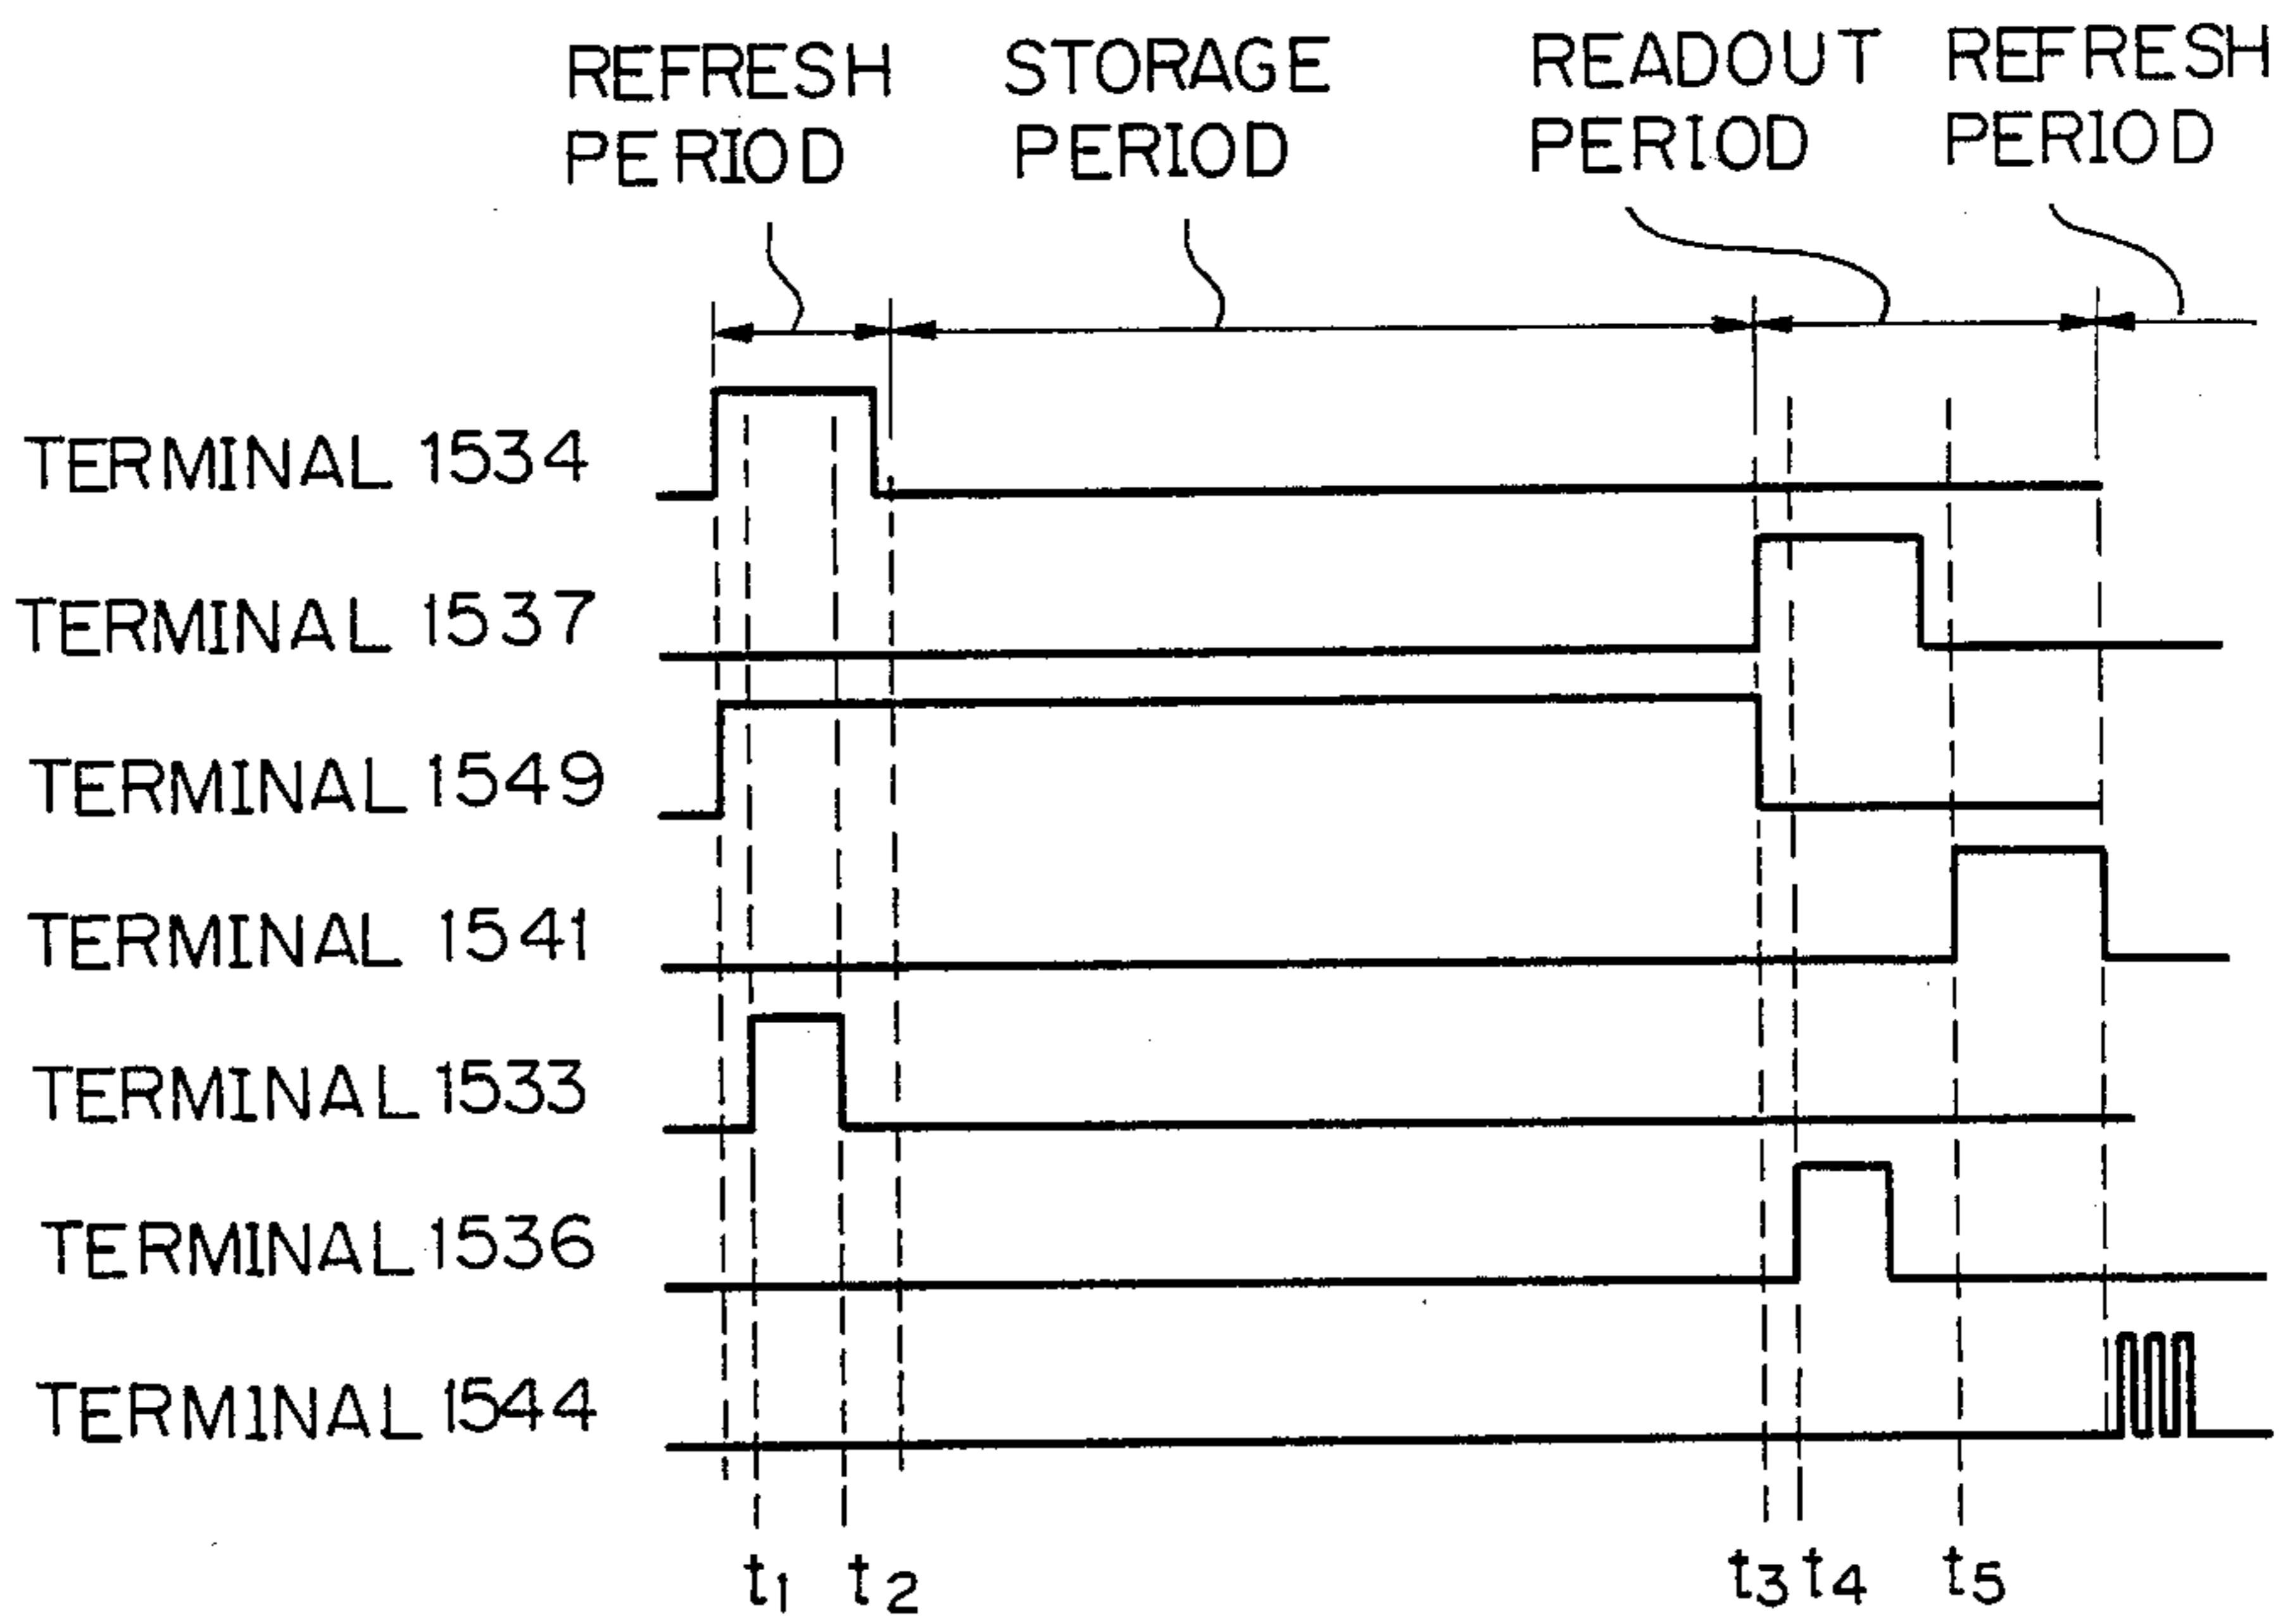 REFRESH PERIOD
STORAGE PERIOD
READOUT PERIOD
REFRESH PERIOD
TERMINAL 1534
TERMINAL 1537
TERMINAL 1549
TERMINAL 1541
TERMINAL 1533
TERMINAL 1536
TERMINAL 1544
t1 t2 t3 t4 t5